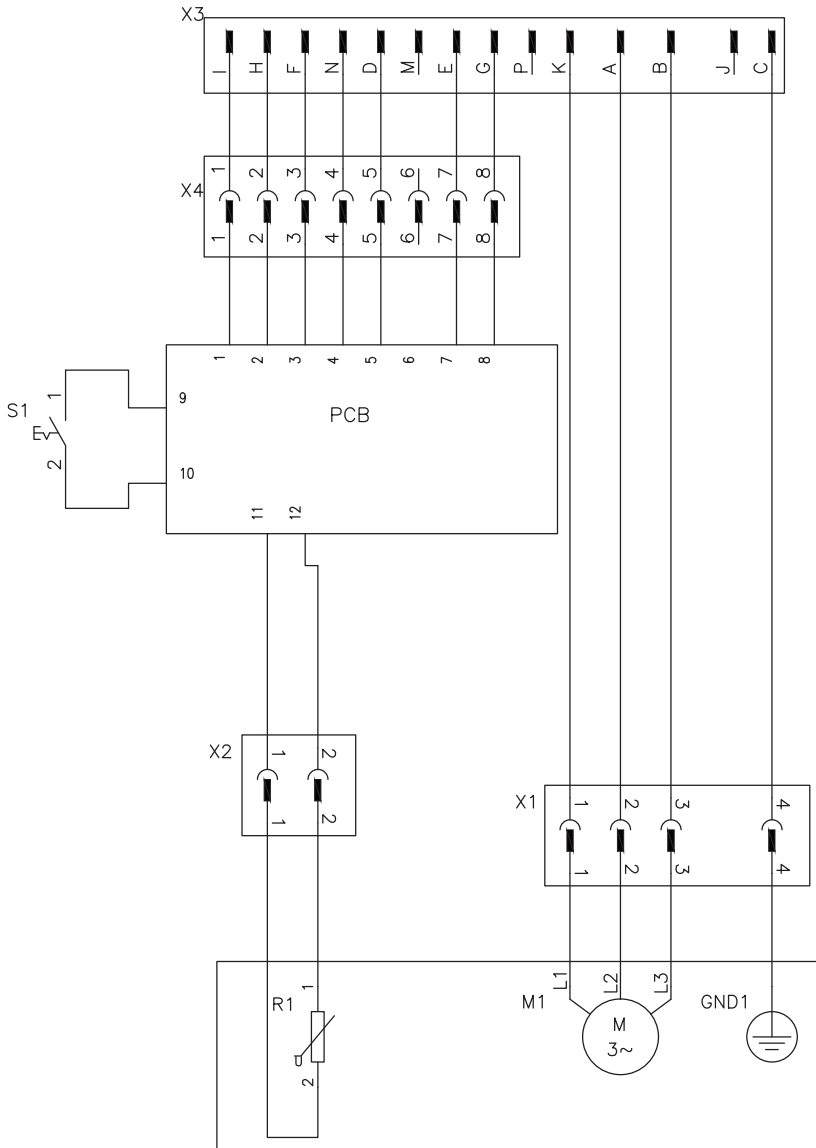 X3
I H F N D M E G P K A B J C
1 2 3 4 5 6 7 8
X4
1 2 3 4 5 6 7 8
1 2 3 4 5 6 7 8
S1
1
2
9
PCB
10
11 12
X2
1 2
1 2
X1
1 2 3 4
1 2 3 4
L1 L2 L3
R1
1
2
M1
M
3~
GND1